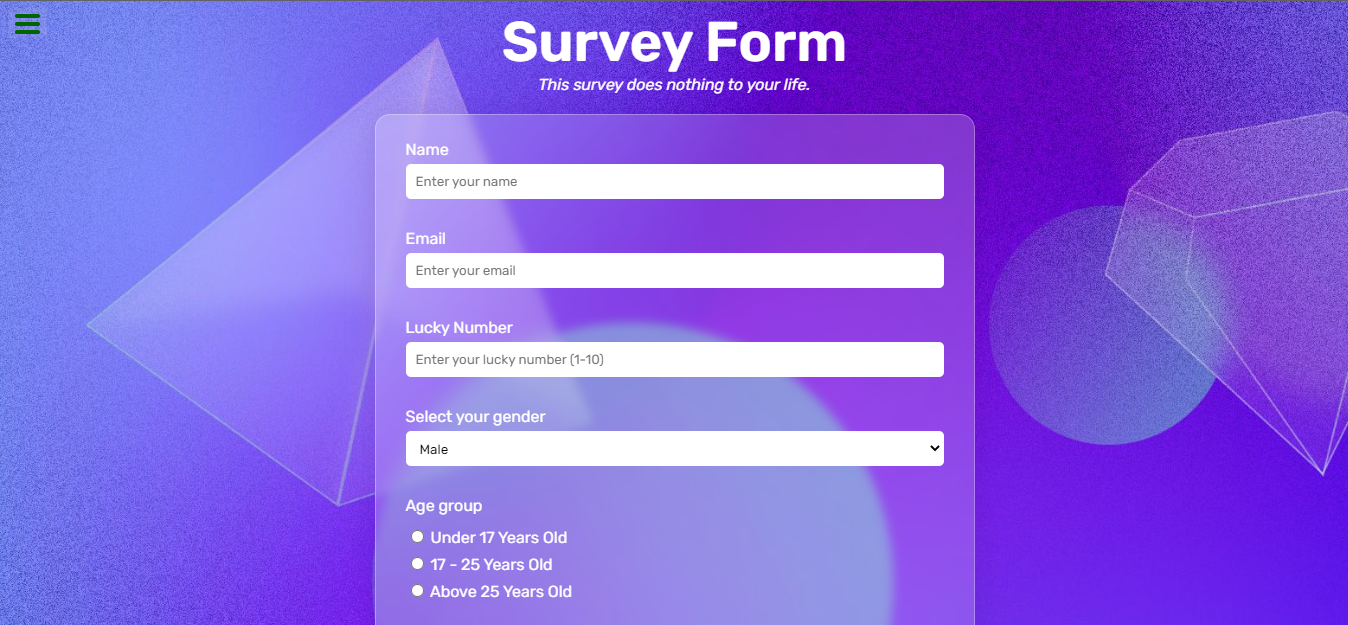 Survey Form
This survey does nothing to your life.
Name
Enter your name
Email
Enter your email
Lucky Number
Enter your lucky number (1-10)
Select your gender
Male
Age group
Under 17 Years Old
17 - 25 Years Old
Above 25 Years Old